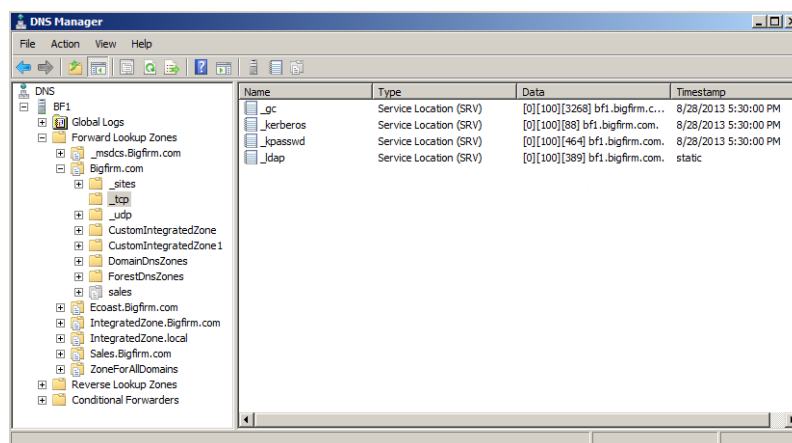 DNS Manager
File Action View Help
DNS
BF1
Global Logs
Forward Lookup Zones
_msdcs.Bigfirm.com
Bigfirm.com
_sites
_tcp
_udp
CustomIntegratedZone
CustomIntegratedZone1
DomainDnsZones
ForestDnsZones
sales
Ecoast.Bigfirm.com
IntegratedZone.Bigfirm.com
IntegratedZone.local
Sales.Bigfirm.com
ZoneForAllDomains
Reverse Lookup Zones
Conditional Forwarders
Name Type Data Timestamp
_gc Service Location (SRV) [0][100][3268] bf1.bigfirm.c... 8/28/2013 5:30:00 PM
_kerberos Service Location (SRV) [0][100][88] bf1.bigfirm.com. 8/28/2013 5:30:00 PM
_kpasswd Service Location (SRV) [0][100][464] bf1.bigfirm.com. 8/28/2013 5:30:00 PM
_ldap Service Location (SRV) [0][100][389] bf1.bigfirm.com. static